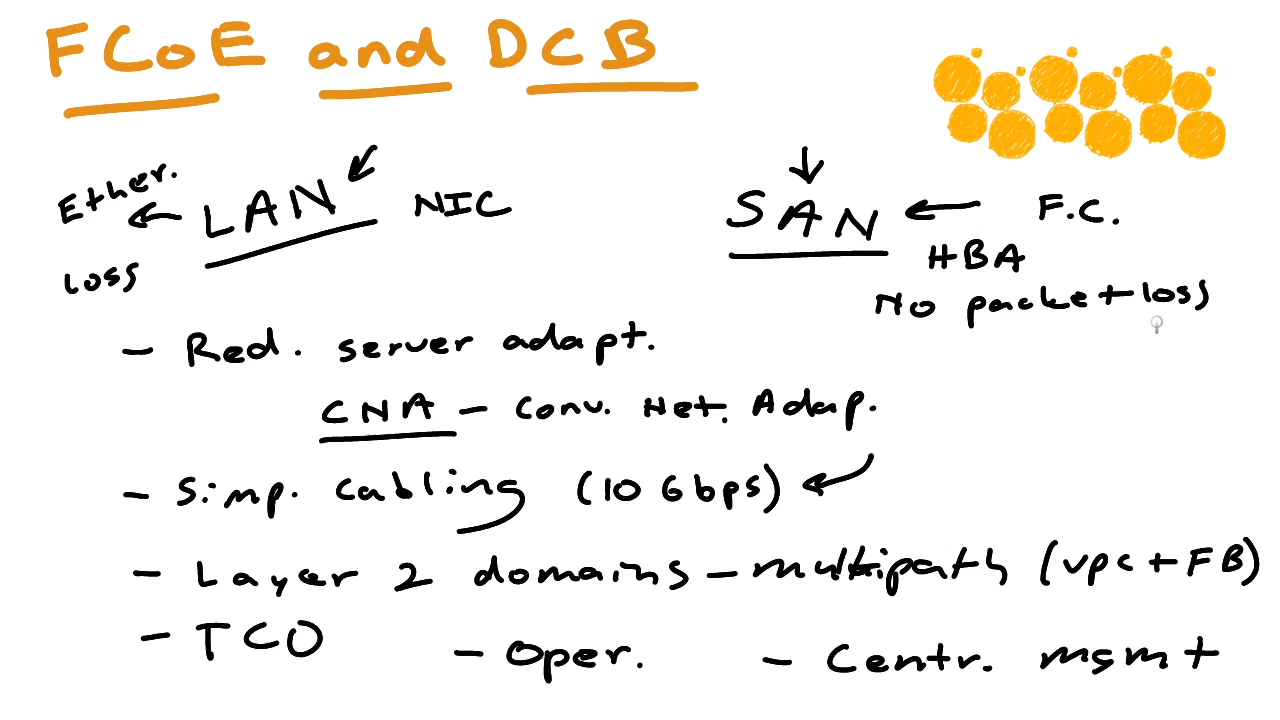 FCoE and DCB
Ether. LAN NIC
Loss
SAN F.C.
HBA
No packet loss
- Red. server adapt.
CNA - Conv. Net. Adap.
- Simp. cabling (10 Gbps)
- Layer 2 domains - multipath (vpc + FB)
- TCO - Oper. - Centr. mgmt